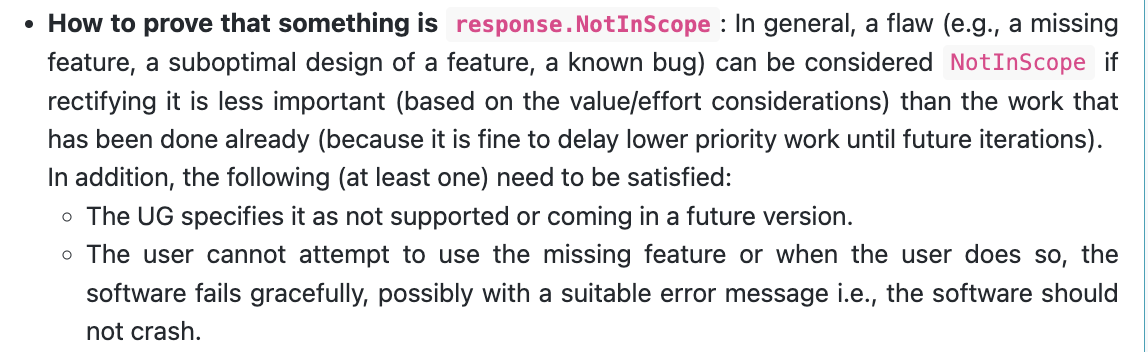 • How to prove that something is response.NotInScope : In general, a flaw (e.g., a missing
feature, a suboptimal design of a feature, a known bug) can be considered NotInScope if
rectifying it is less important (based on the value/effort considerations) than the work that
has been done already (because it is fine to delay lower priority work until future iterations).
In addition, the following (at least one) need to be satisfied:
◦ The UG specifies it as not supported or coming in a future version.
◦ The user cannot attempt to use the missing feature or when the user does so, the
software fails gracefully, possibly with a suitable error message i.e., the software should
not crash.